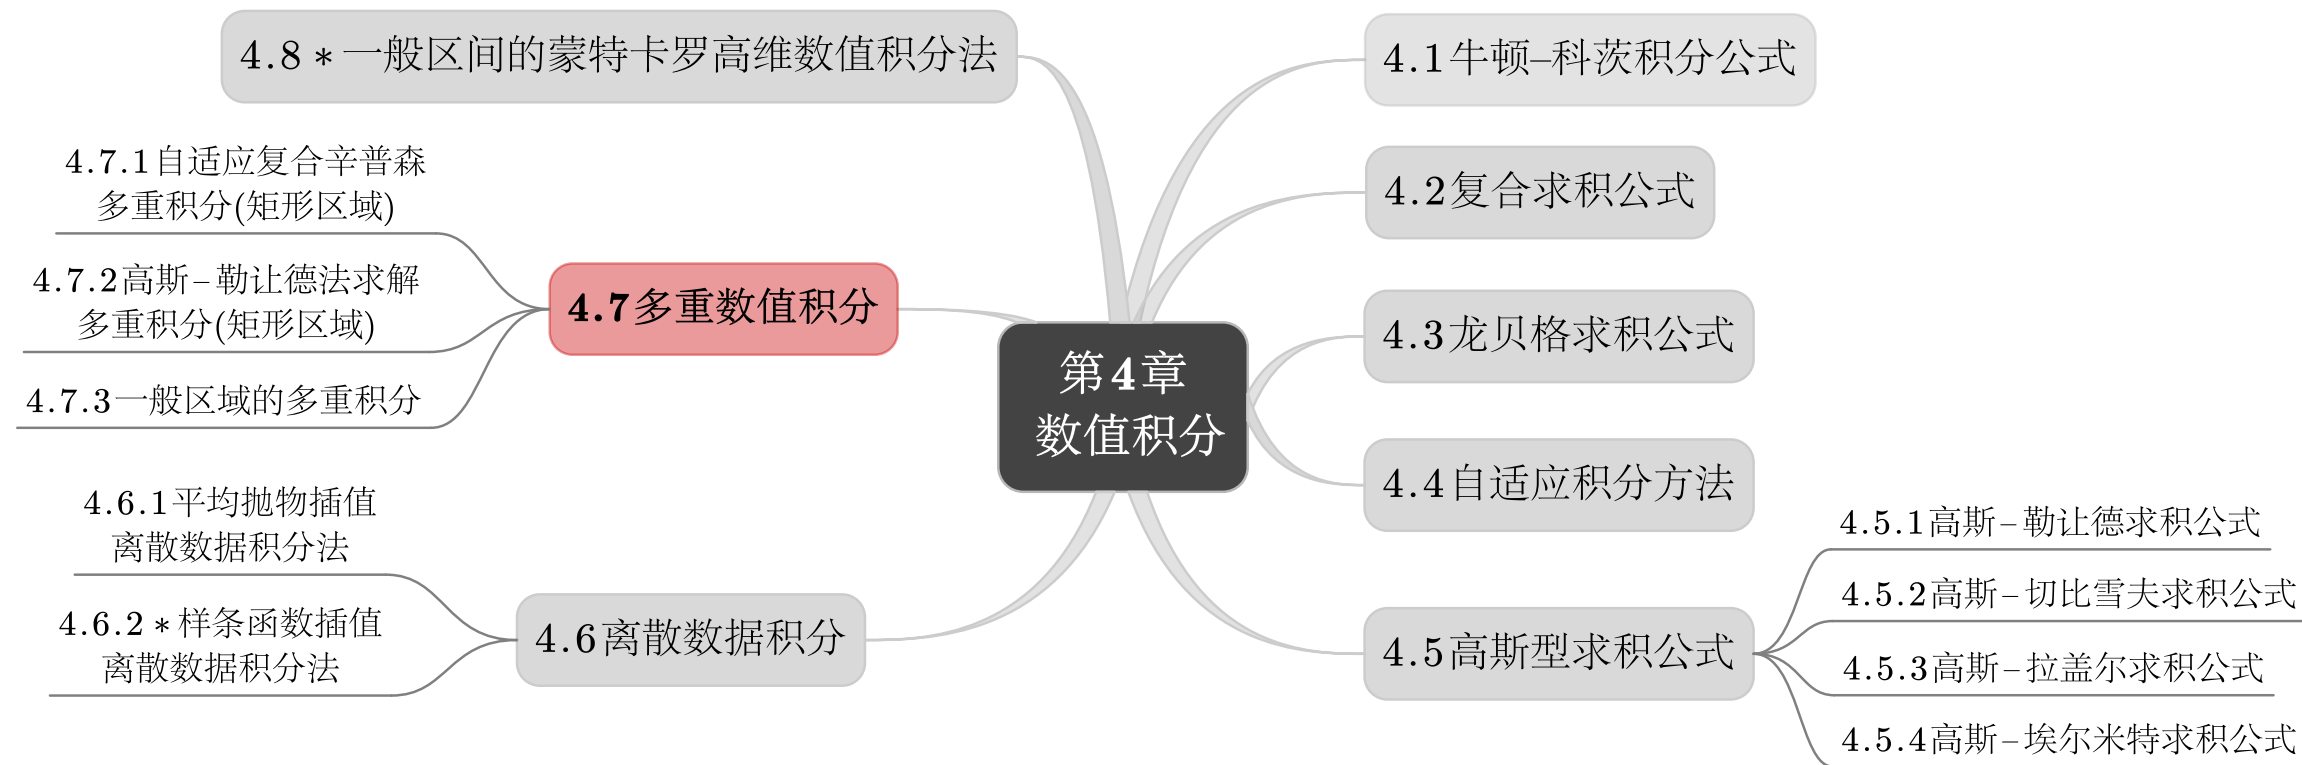 第4章
数值积分
4.1牛顿–科茨积分公式
4.2复合求积公式
4.3龙贝格求积公式
4.4自适应积分方法
4.5高斯型求积公式
4.5.1高斯–勒让德求积公式
4.5.2高斯–切比雪夫求积公式
4.5.3高斯–拉盖尔求积公式
4.5.4高斯–埃尔米特求积公式
4.6离散数据积分
4.6.1平均抛物插值
离散数据积分法
4.6.2*样条函数插值
离散数据积分法
4.7多重数值积分
4.7.1自适应复合辛普森
多重积分(矩形区域)
4.7.2高斯–勒让德法求解
多重积分(矩形区域)
4.7.3一般区域的多重积分
4.8*一般区间的蒙特卡罗高维数值积分法